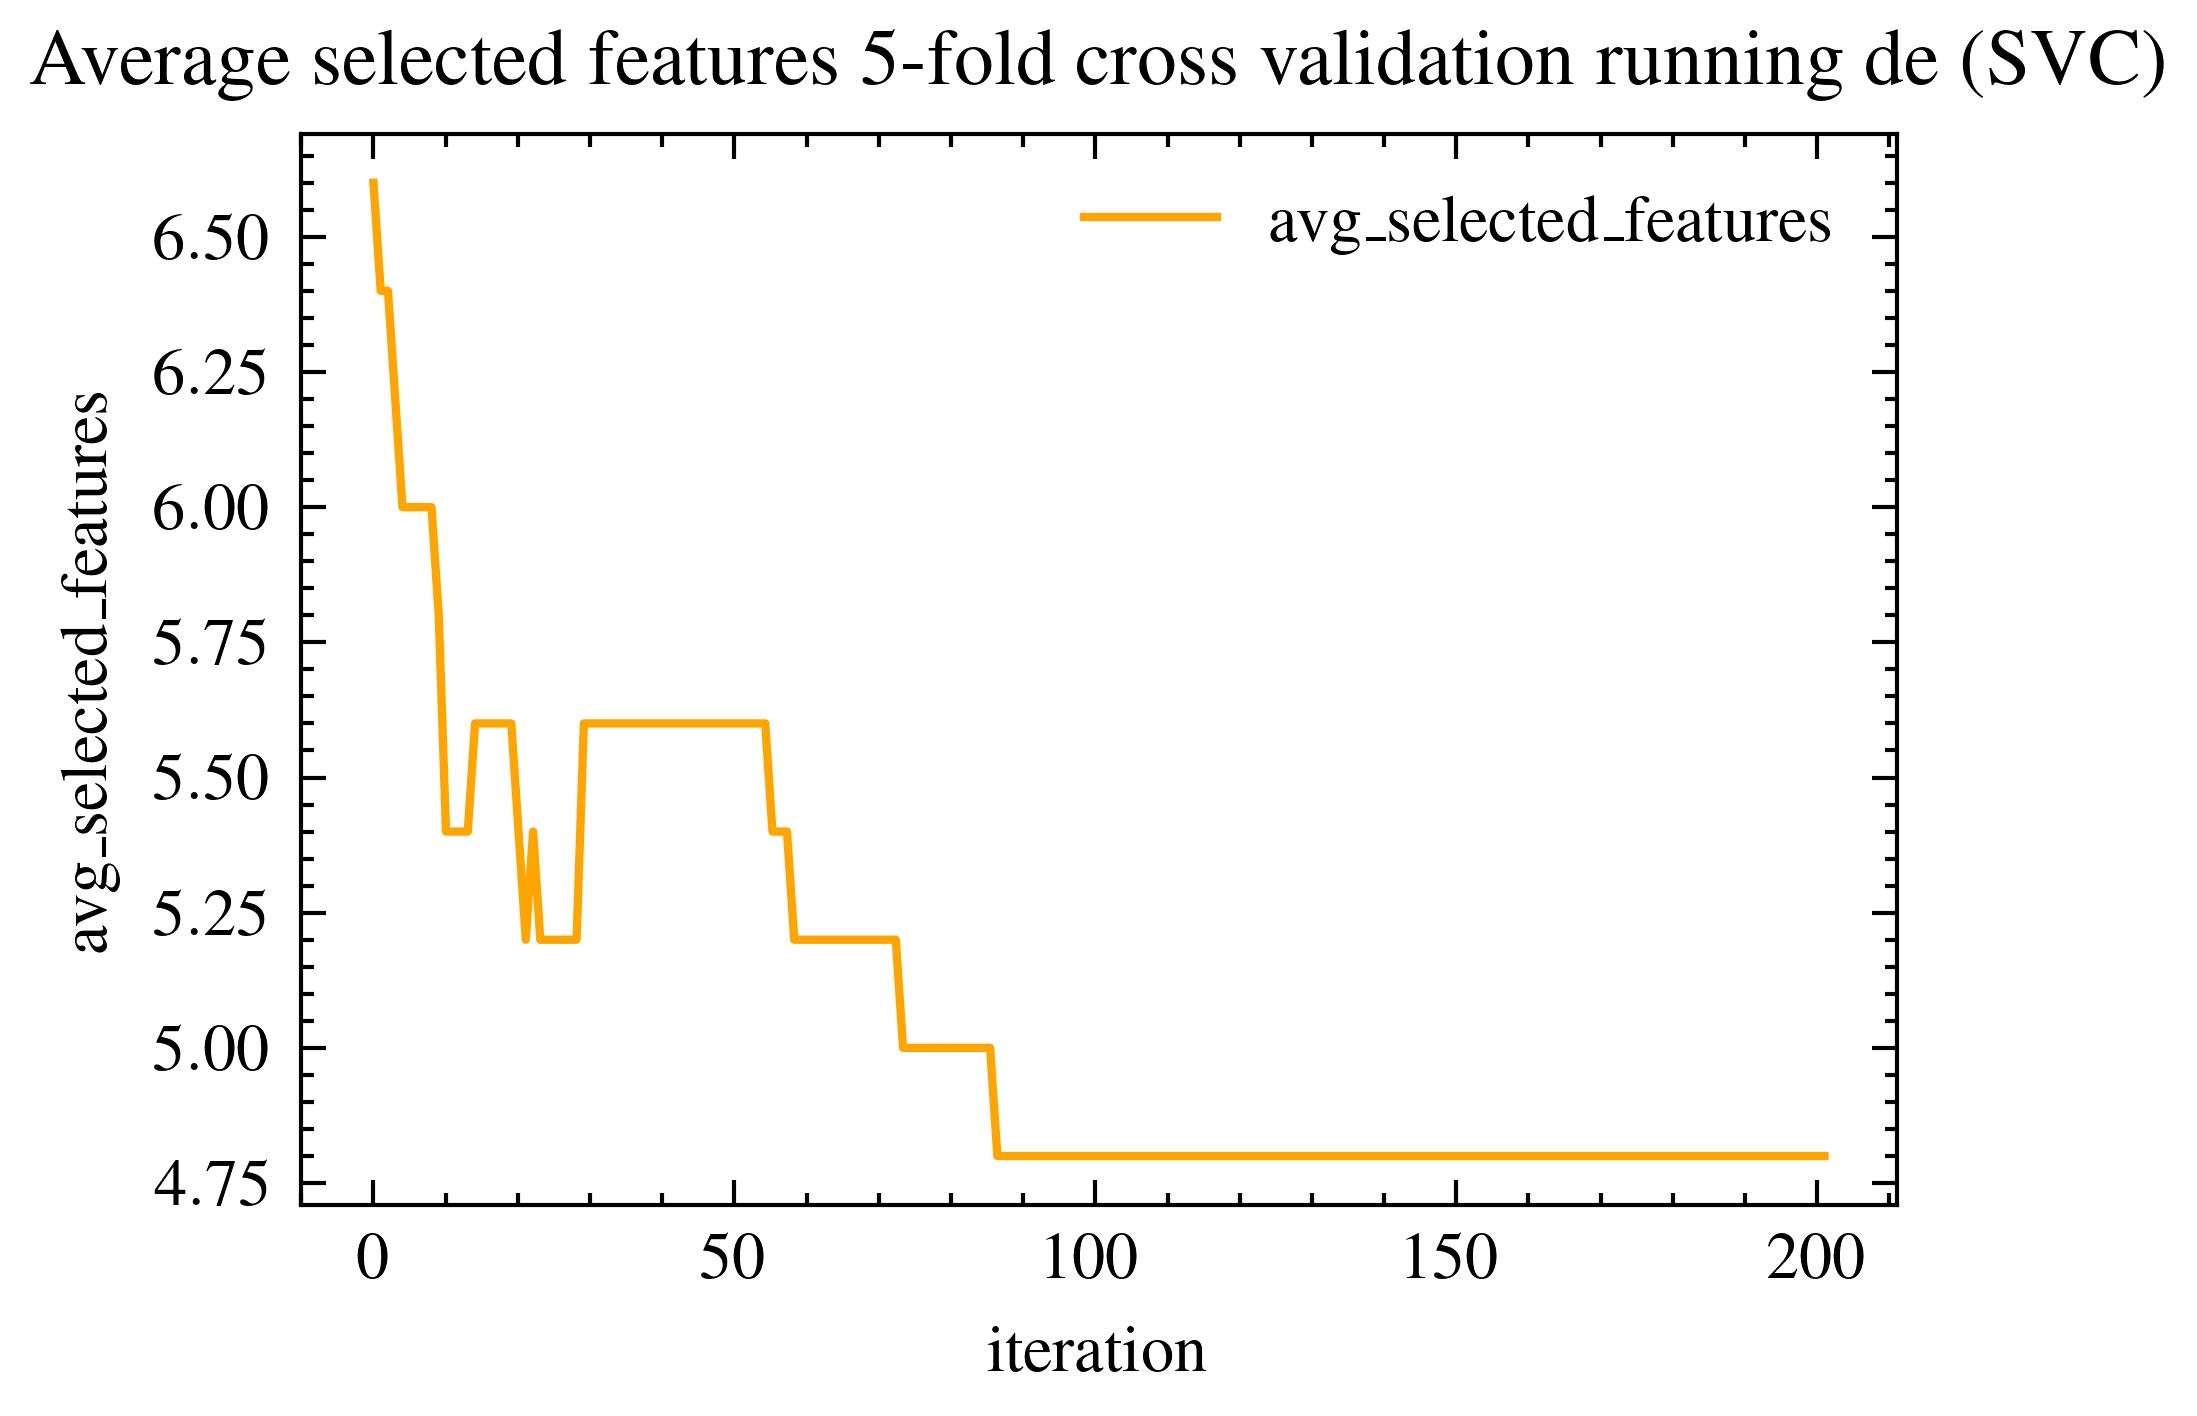 Average selected features 5-fold cross validation running de (SVC)
avg_selected_features
avg_selected_features
6.50
6.25
6.00
5.75
5.50
5.25
5.00
4.75
0 50 100 150 200
iteration